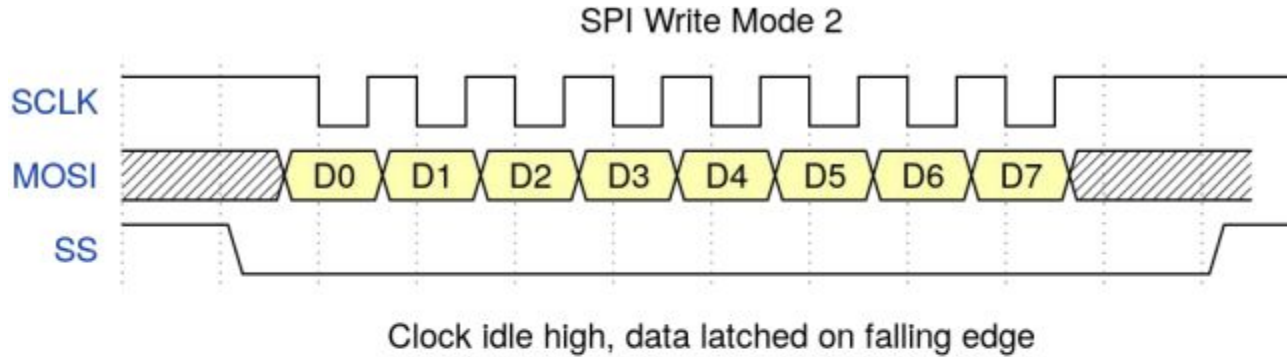 SPI Write Mode 2
SCLK
MOSI D0 D1 D2 D3 D4 D5 D6 D7
SS
Clock idle high, data latched on falling edge